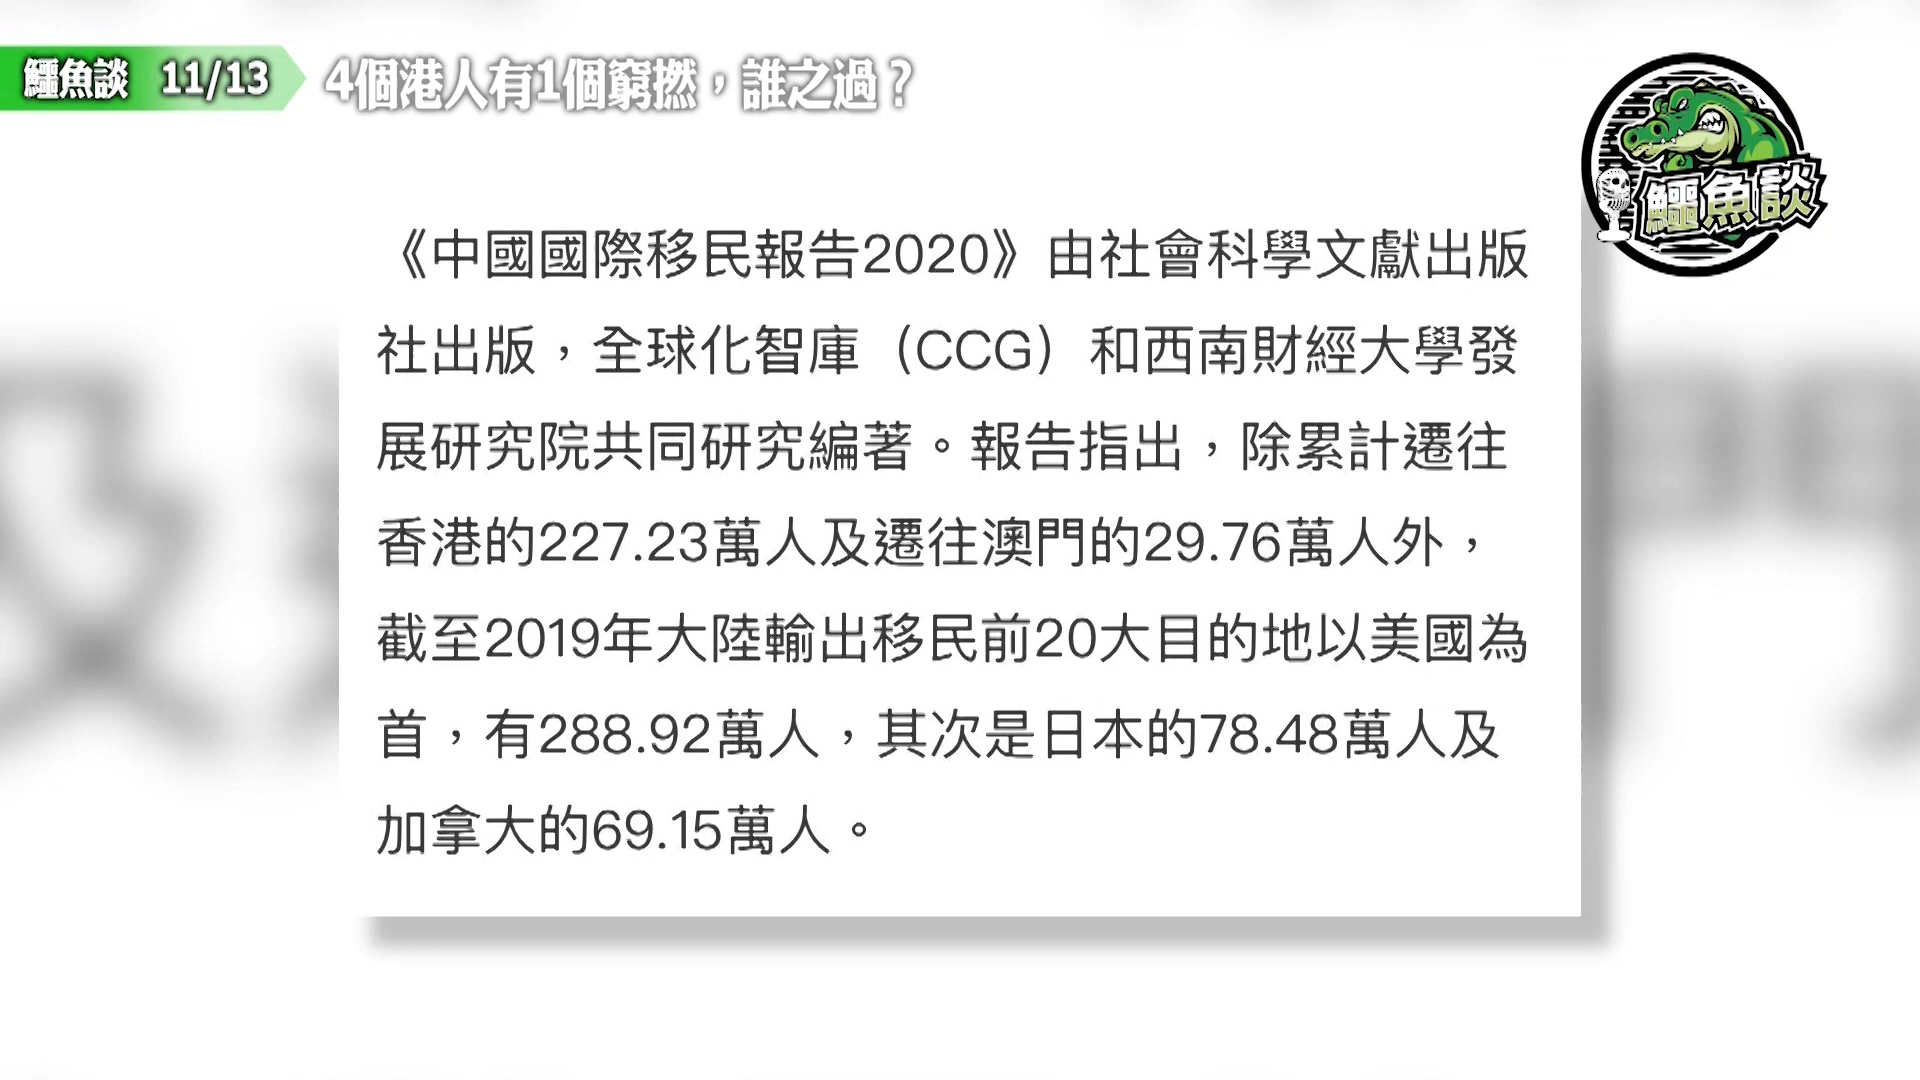 鱷魚談 11/13 4個港人有1個窮撚，誰之過？
鱷魚談
《中國國際移民報告2020》由社會科學文獻出版
社出版，全球化智庫（CCG）和西南財經大學發
展研究院共同研究編著。報告指出，除累計遷往
香港的227.23萬人及遷往澳門的29.76萬人外，
截至2019年大陸輸出移民前20大目的地以美國為
首，有288.92萬人，其次是日本的78.48萬人及
加拿大的69.15萬人。